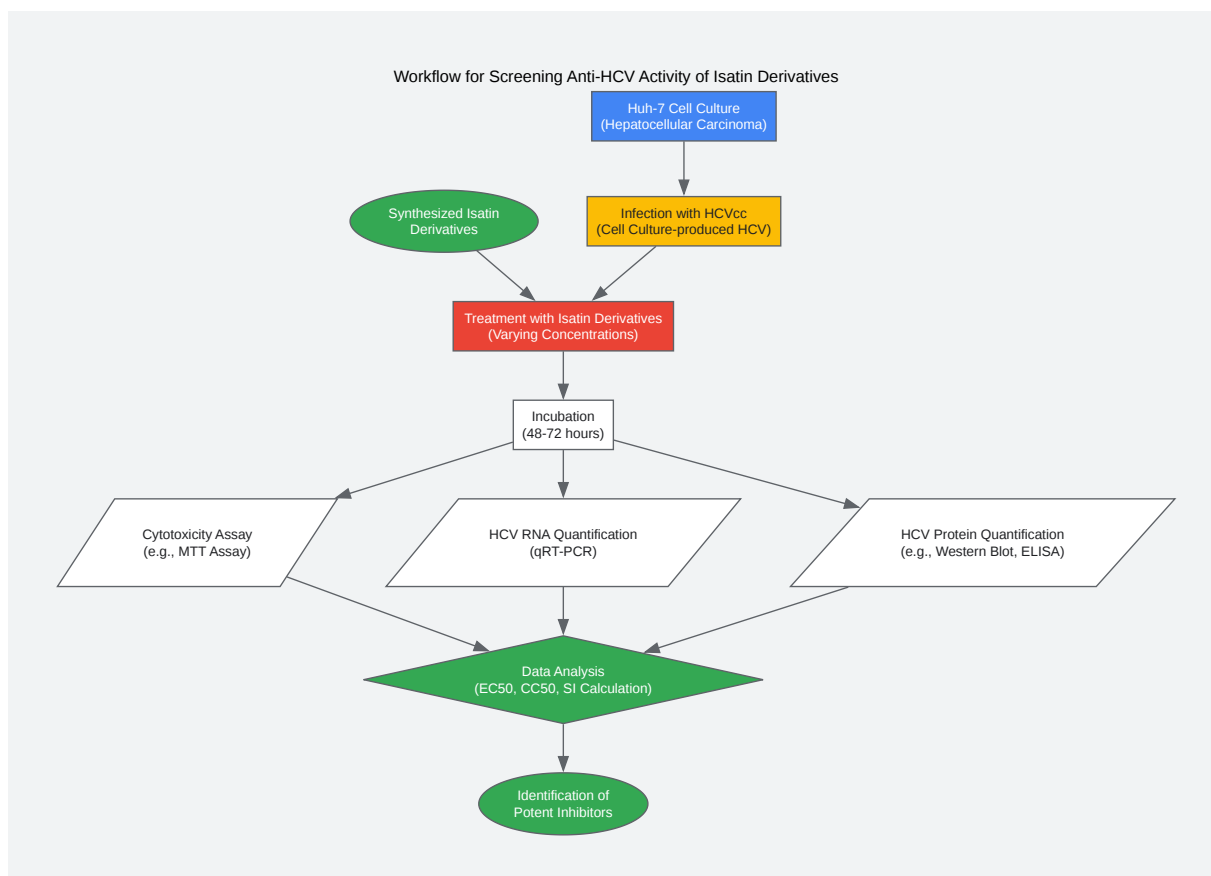 Workflow for Screening Anti-HCV Activity of Isatin Derivatives
Huh-7 Cell Culture
(Hepatocellular Carcinoma)
Synthesized Isatin
Derivatives
Infection with HCVcc
(Cell Culture-produced HCV)
Treatment with Isatin Derivatives
(Varying Concentrations)
Incubation
(48-72 hours)
Cytotoxicity Assay
(e.g., MTT Assay)
HCV RNA Quantification
(qRT-PCR)
HCV Protein Quantification
(e.g., Western Blot, ELISA)
Data Analysis
(EC50, CC50, SI Calculation)
Identification of
Potent Inhibitors